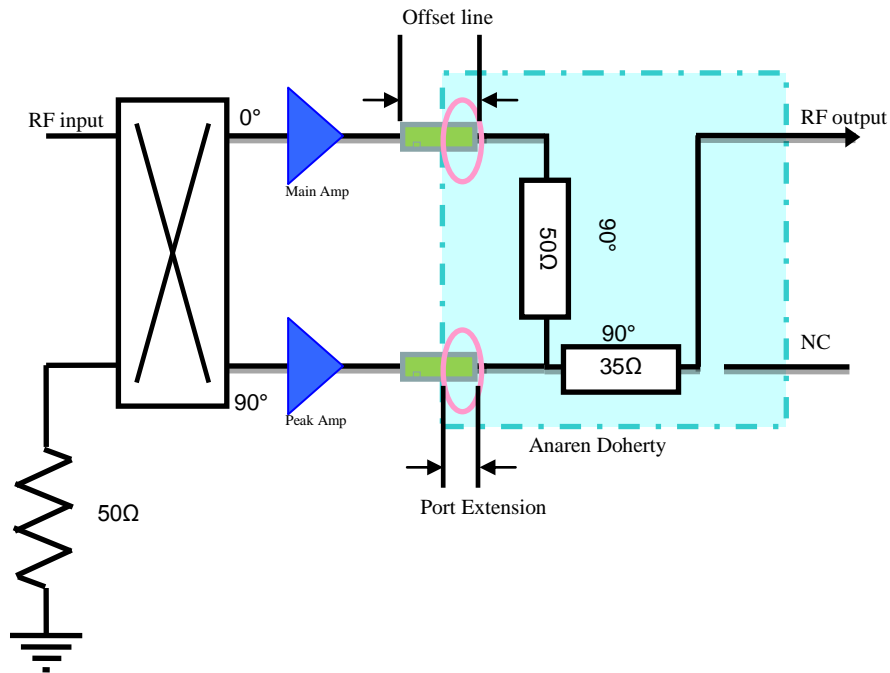 Offset line
RF input
0°
RF output
Main Amp
50Ω
90°
90°
35Ω
NC
90°
Peak Amp
Anaren Doherty
Port Extension
50Ω